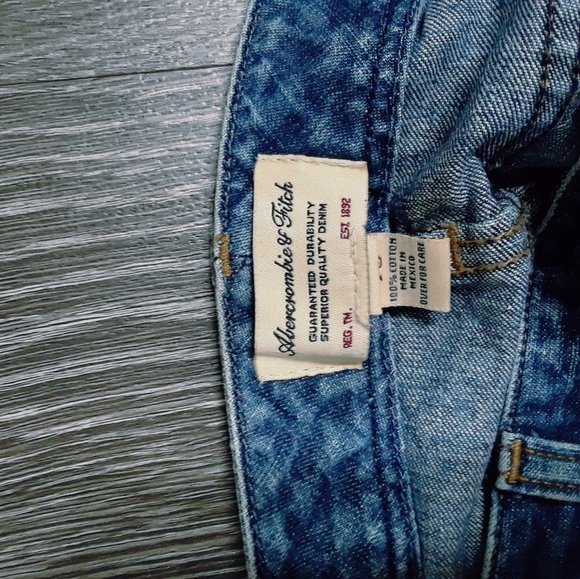 Abercrombie & Fitch
GUARANTEED DURABILITY
SUPERIOR QUALITY DENIM
REG. TM. EST. 1892
100% COTTON
MADE IN
MEXICO
OVER FOR CARE